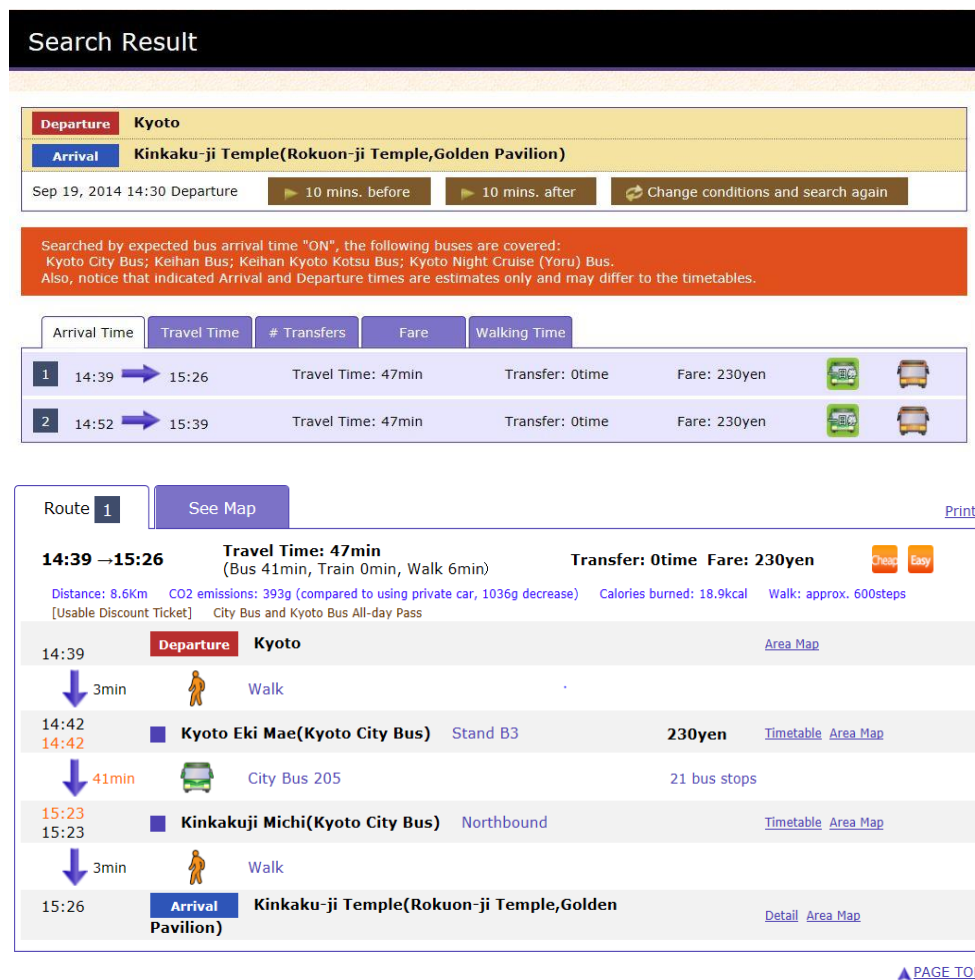 Search Result
Departure Kyoto
Arrival Kinkaku-ji Temple(Rokuon-ji Temple,Golden Pavilion)
Sep 19, 2014 14:30 Departure 10 mins. before 10 mins. after Change conditions and search again
Searched by expected bus arrival time "ON", the following buses are covered:
Kyoto City Bus; Keihan Bus; Keihan Kyoto Kotsu Bus; Kyoto Night Cruise (Yoru) Bus.
Also, notice that indicated Arrival and Departure times are estimates only and may differ to the timetables.
Arrival Time Travel Time # Transfers Fare Walking Time
1 14:39 15:26 Travel Time: 47min Transfer: 0time Fare: 230yen
2 14:52 15:39 Travel Time: 47min Transfer: 0time Fare: 230yen
Route 1 See Map
Print
14:39 →15:26 Travel Time: 47min Transfer: 0time Fare: 230yen Cheap Easy
(Bus 41min, Train 0min, Walk 6min)
Distance: 8.6Km CO2 emissions: 393g (compared to using private car, 1036g decrease) Calories burned: 18.9kcal Walk: approx. 600steps
[Usable Discount Ticket] City Bus and Kyoto Bus All-day Pass
14:39 Departure Kyoto Area Map
3min Walk
14:42
14:42 Kyoto Eki Mae(Kyoto City Bus) Stand B3 230yen Timetable Area Map
41min City Bus 205 21 bus stops
15:23
15:23 Kinkakuji Michi(Kyoto City Bus) Northbound Timetable Area Map
3min Walk
15:26 Arrival Kinkaku-ji Temple(Rokuon-ji Temple,Golden
Pavilion) Detail Area Map
PAGE TO